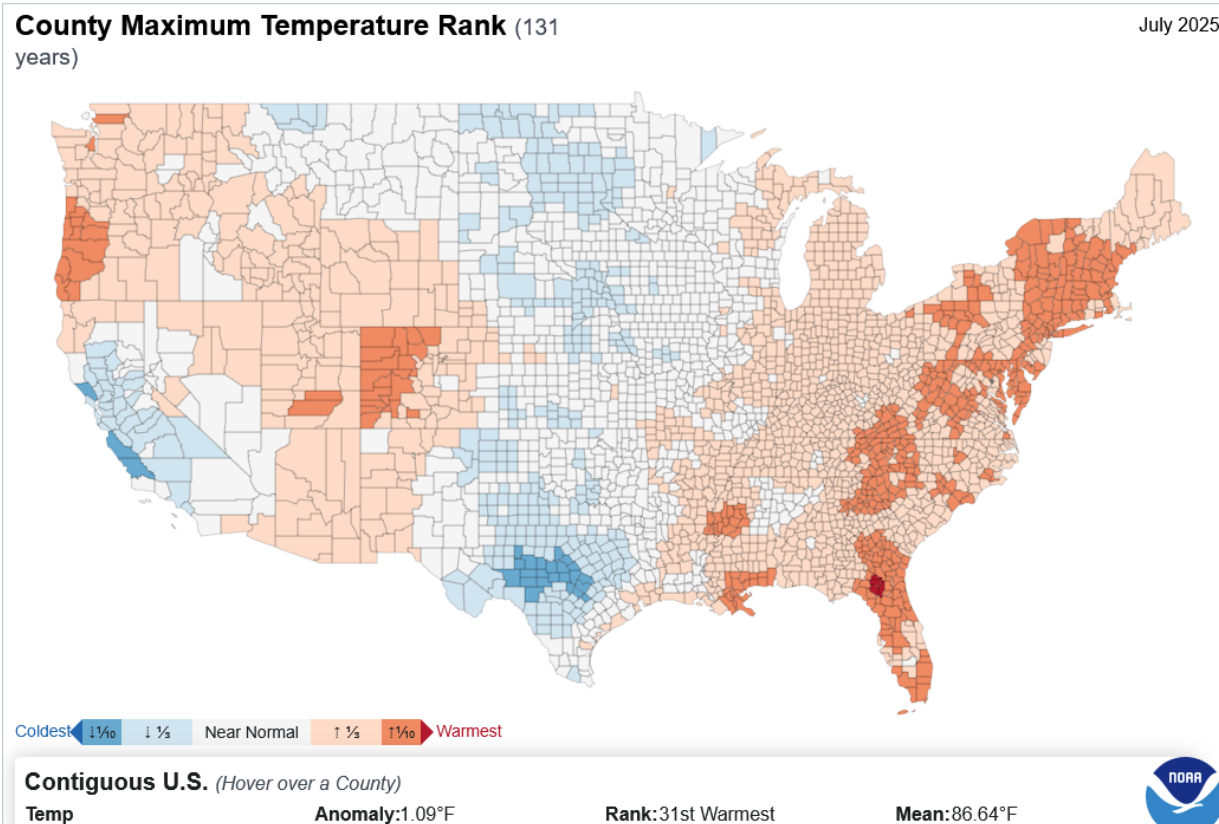 County Maximum Temperature Rank (131 years)
July 2025
Coldest ↓⅒ ↓ ⅓ Near Normal ↑ ⅓ ↑⅒ Warmest
Contiguous U.S. (Hover over a County)
Temp Anomaly:1.09°F Rank:31st Warmest Mean:86.64°F
NOAA